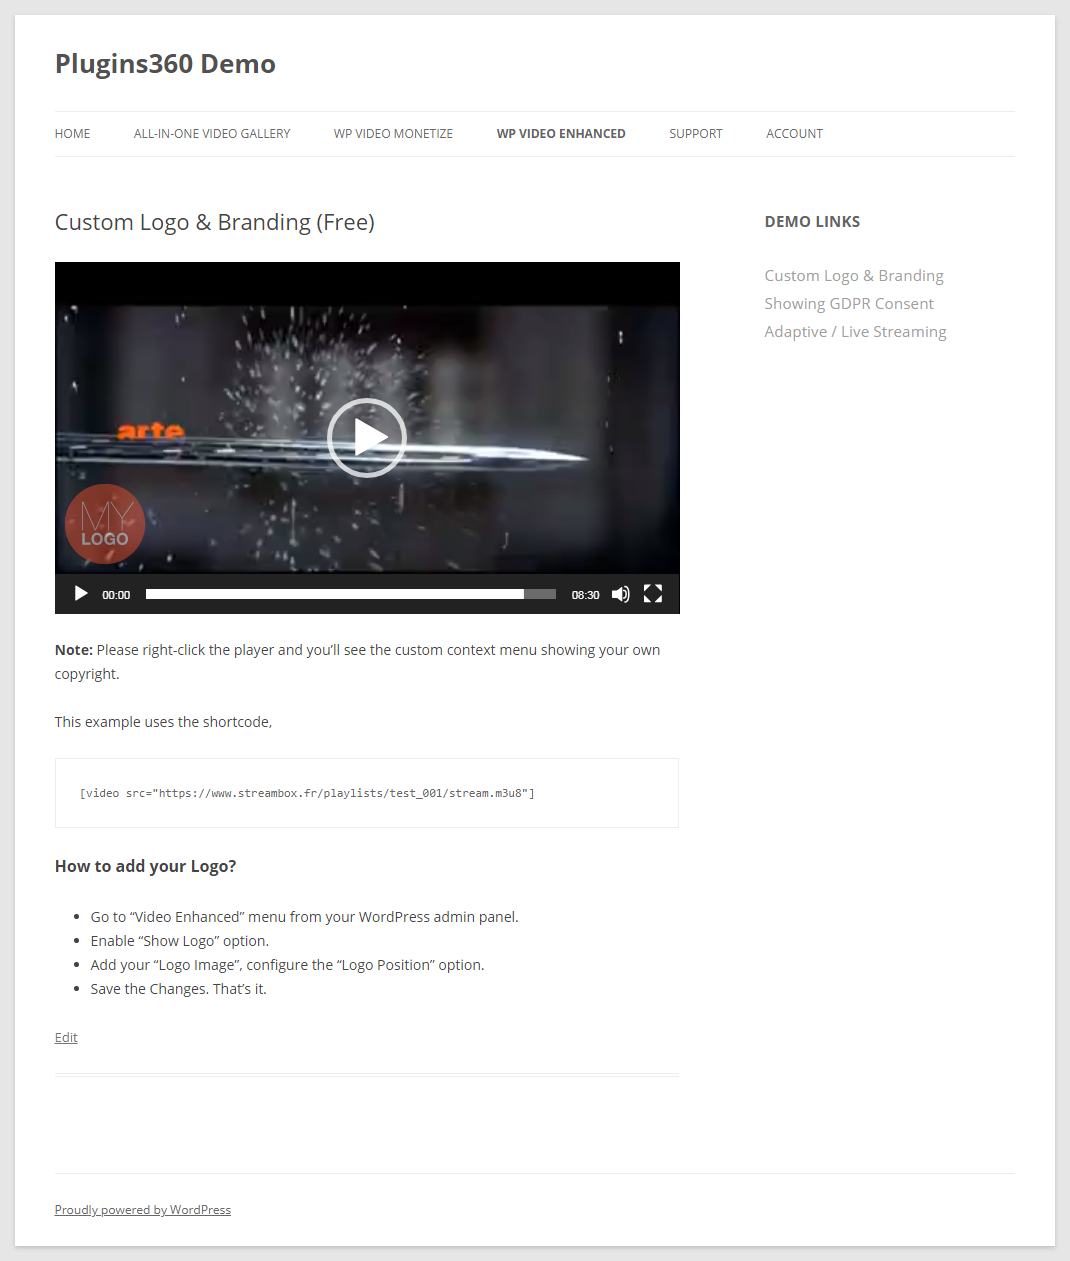 Plugins360 Demo
HOME
ALL-IN-ONE VIDEO GALLERY
WP VIDEO MONETIZE
WP VIDEO ENHANCED
SUPPORT
ACCOUNT
Custom Logo & Branding (Free)
arte
MY
LOGO
00:00
08:30
Note: Please right-click the player and you’ll see the custom context menu showing your own
copyright.
This example uses the shortcode,
[video src="https://www.streambox.fr/playlists/test_001/stream.m3u8"]
How to add your Logo?
Go to “Video Enhanced” menu from your WordPress admin panel.
Enable “Show Logo” option.
Add your “Logo Image”, configure the “Logo Position” option.
Save the Changes. That’s it.
Edit
DEMO LINKS
Custom Logo & Branding
Showing GDPR Consent
Adaptive / Live Streaming
Proudly powered by WordPress